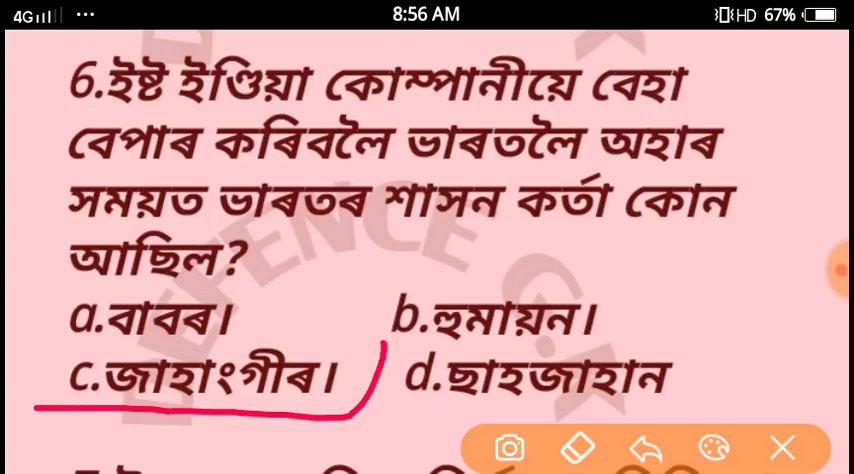 4G
8:56 AM
HD 67%
6.ইষ্ট ইণ্ডিয়া কোম্পানীয়ে বেহা
বেপাৰ কৰিবলৈ ভাৰতলৈ অহাৰ
সময়ত ভাৰতৰ শাসন কৰ্তা কোন
আছিল?
a.বাবৰ।
b.হুমায়ন।
c.জাহাংগীৰ।
d.ছাহজাহান
DEFENCE G.K